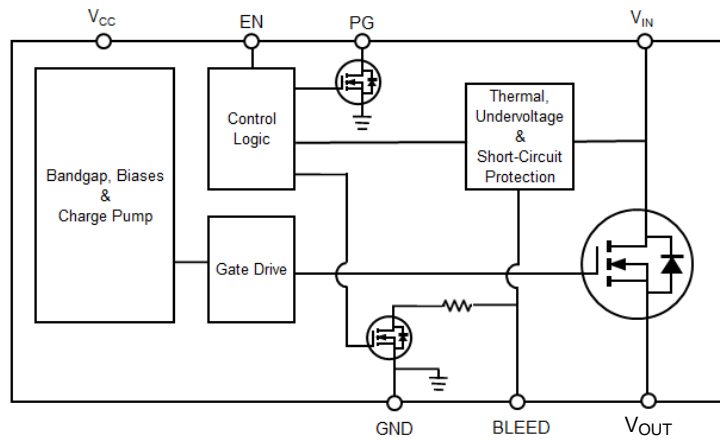 VCC
EN
PG
VIN
Bandgap, Biases
&
Charge Pump
Control
Logic
Thermal,
Undervoltage
&
Short-Circuit
Protection
Gate Drive
GND
BLEED
VOUT